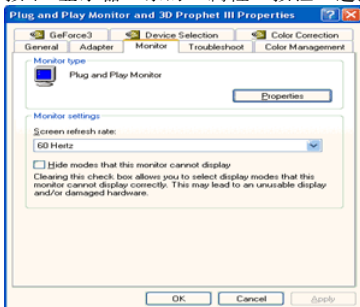 Plug and Play Monitor and 3D Prophet III Properties
GeForce3 Device Selection Color Correction
General Adapter Monitor Troubleshoot Color Management
Monitor type
Plug and Play Monitor
Properties
Monitor settings
Screen refresh rate:
60 Hertz
Hide modes that this monitor cannot display
Clearing this check box allows you to select display modes that this
monitor cannot display correctly. This may lead to an unusable display
and/or damaged hardware.
OK Cancel Apply